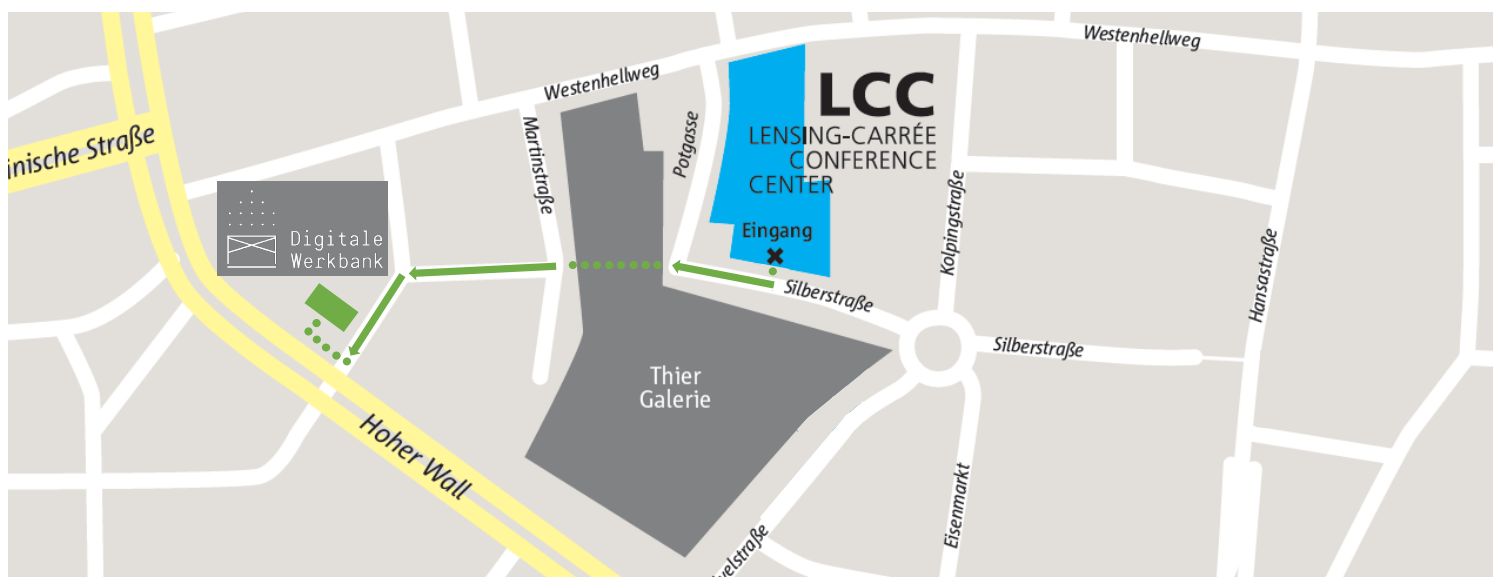 Westenhellweg
Westenhellweg
LCC
LENSING-CARRÉE
CONFERENCE
CENTER
Eingang
Martinstraße
Potgasse
Kolpingstraße
Hansastraße
inische Straße
Digitale
Werkbank
Silberstraße
Silberstraße
Thier
Galerie
Hoher Wall
Eisenmarkt
velstraße